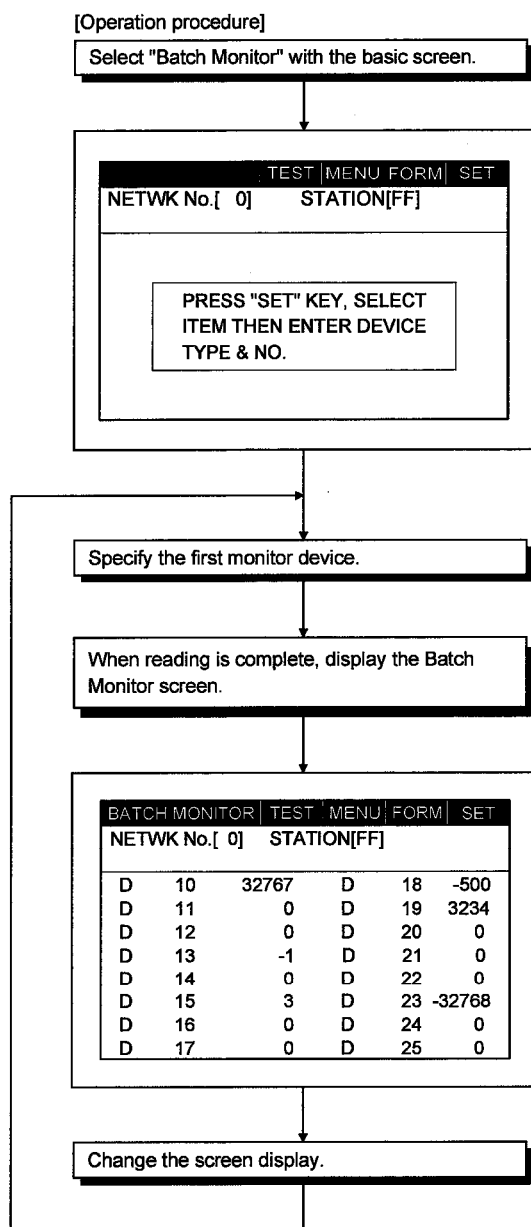 [Operation procedure]
Select "Batch Monitor" with the basic screen.
TEST MENU FORM SET
NETWK No.[ 0] STATION[FF]
PRESS "SET" KEY, SELECT
ITEM THEN ENTER DEVICE
TYPE & NO.
Specify the first monitor device.
When reading is complete, display the Batch
Monitor screen.
BATCH MONITOR TEST MENU FORM SET
NETWK No.[ 0] STATION[FF]
D 10 32767 D 18 -500
D 11 0 D 19 3234
D 12 0 D 20 0
D 13 -1 D 21 0
D 14 0 D 22 0
D 15 3 D 23 -32768
D 16 0 D 24 0
D 17 0 D 25 0
Change the screen display.